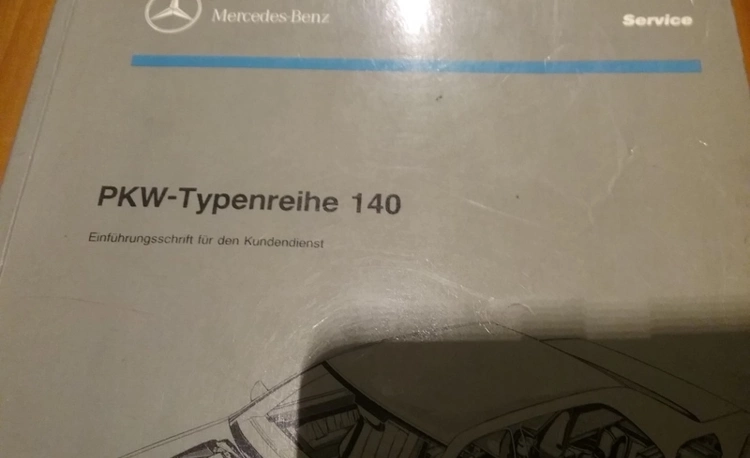 Mercedes-Benz
Service
PKW-Typenreihe 140
Einführungsschrift für den Kundendienst